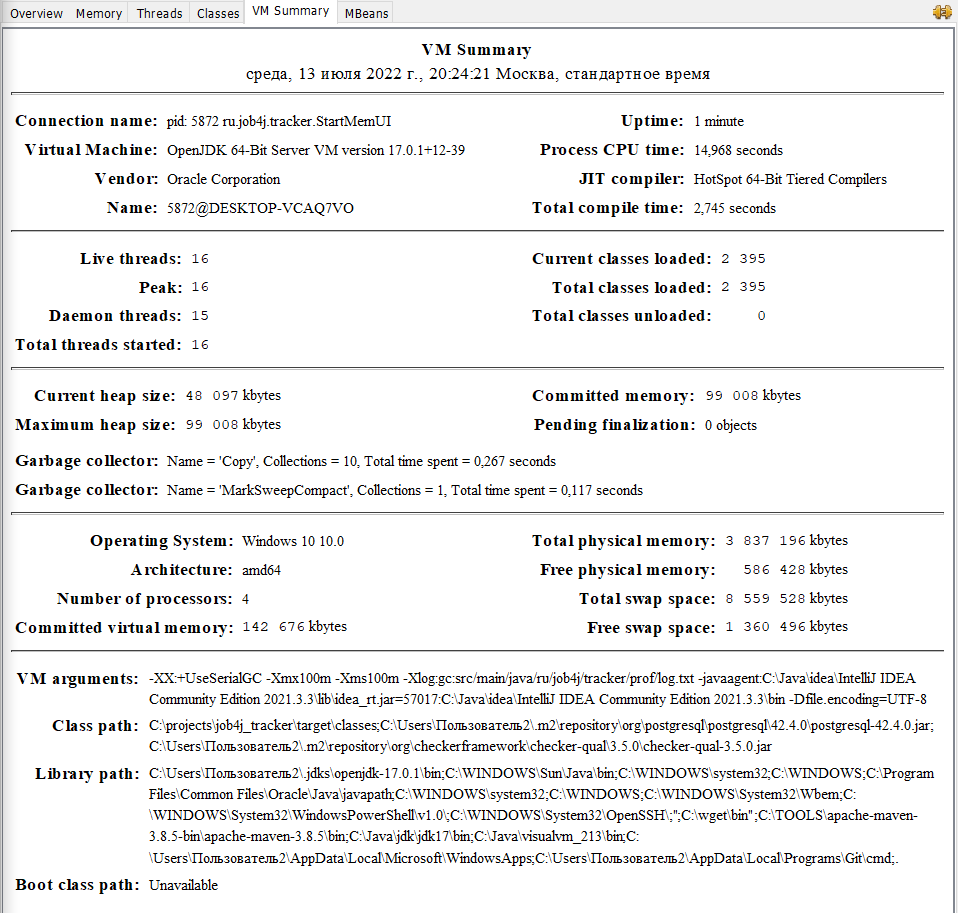 Overview Memory Threads Classes VM Summary MBeans
VM Summary
среда, 13 июля 2022 г., 20:24:21 Москва, стандартное время
Connection name: pid: 5872 ru.job4j.tracker.StartMemUI Uptime: 1 minute
Virtual Machine: OpenJDK 64-Bit Server VM version 17.0.1+12-39 Process CPU time: 14,968 seconds
Vendor: Oracle Corporation JIT compiler: HotSpot 64-Bit Tiered Compilers
Name: 5872@DESKTOP-VCAQ7VO Total compile time: 2,745 seconds
Live threads: 16 Current classes loaded: 2 395
Peak: 16 Total classes loaded: 2 395
Daemon threads: 15 Total classes unloaded: 0
Total threads started: 16
Current heap size: 48 097 kbytes Committed memory: 99 008 kbytes
Maximum heap size: 99 008 kbytes Pending finalization: 0 objects
Garbage collector: Name = 'Copy', Collections = 10, Total time spent = 0,267 seconds
Garbage collector: Name = 'MarkSweepCompact', Collections = 1, Total time spent = 0,117 seconds
Operating System: Windows 10 10.0 Total physical memory: 3 837 196 kbytes
Architecture: amd64 Free physical memory: 586 428 kbytes
Number of processors: 4 Total swap space: 8 559 528 kbytes
Committed virtual memory: 142 676 kbytes Free swap space: 1 360 496 kbytes
VM arguments: -XX:+UseSerialGC -Xmx100m -Xms100m -Xlog:gc:src/main/java/ru/job4j/tracker/prof/log.txt -javaagent:C:\Java\idea\IntelliJ IDEA
Community Edition 2021.3.3\lib\idea_rt.jar=57017:C:\Java\idea\IntelliJ IDEA Community Edition 2021.3.3\bin -Dfile.encoding=UTF-8
Class path: C:\projects\job4j_tracker\target\classes;C:\Users\Пользователь2\.m2\repository\org\postgresql\postgresql\42.4.0\postgresql-42.4.0.jar;
C:\Users\Пользователь2\.m2\repository\org\checkerframework\checker-qual\3.5.0\checker-qual-3.5.0.jar
Library path: C:\Users\Пользователь2\.jdks\openjdk-17.0.1\bin;C:\WINDOWS\Sun\Java\bin;C:\WINDOWS\system32;C:\WINDOWS;C:\Program
Files\Common Files\Oracle\Java\javapath;C:\WINDOWS\system32;C:\WINDOWS;C:\WINDOWS\System32\Wbem;C:
\WINDOWS\System32\WindowsPowerShell\v1.0\;C:\WINDOWS\System32\OpenSSH\;";C:\wget\bin";C:\TOOLS\apache-maven-
3.8.5-bin\apache-maven-3.8.5\bin;C:\Java\jdk\jdk17\bin;C:\Java\visualvm_213\bin;C:
\Users\Пользователь2\AppData\Local\Microsoft\WindowsApps;C:\Users\Пользователь2\AppData\Local\Programs\Git\cmd;.
Boot class path: Unavailable